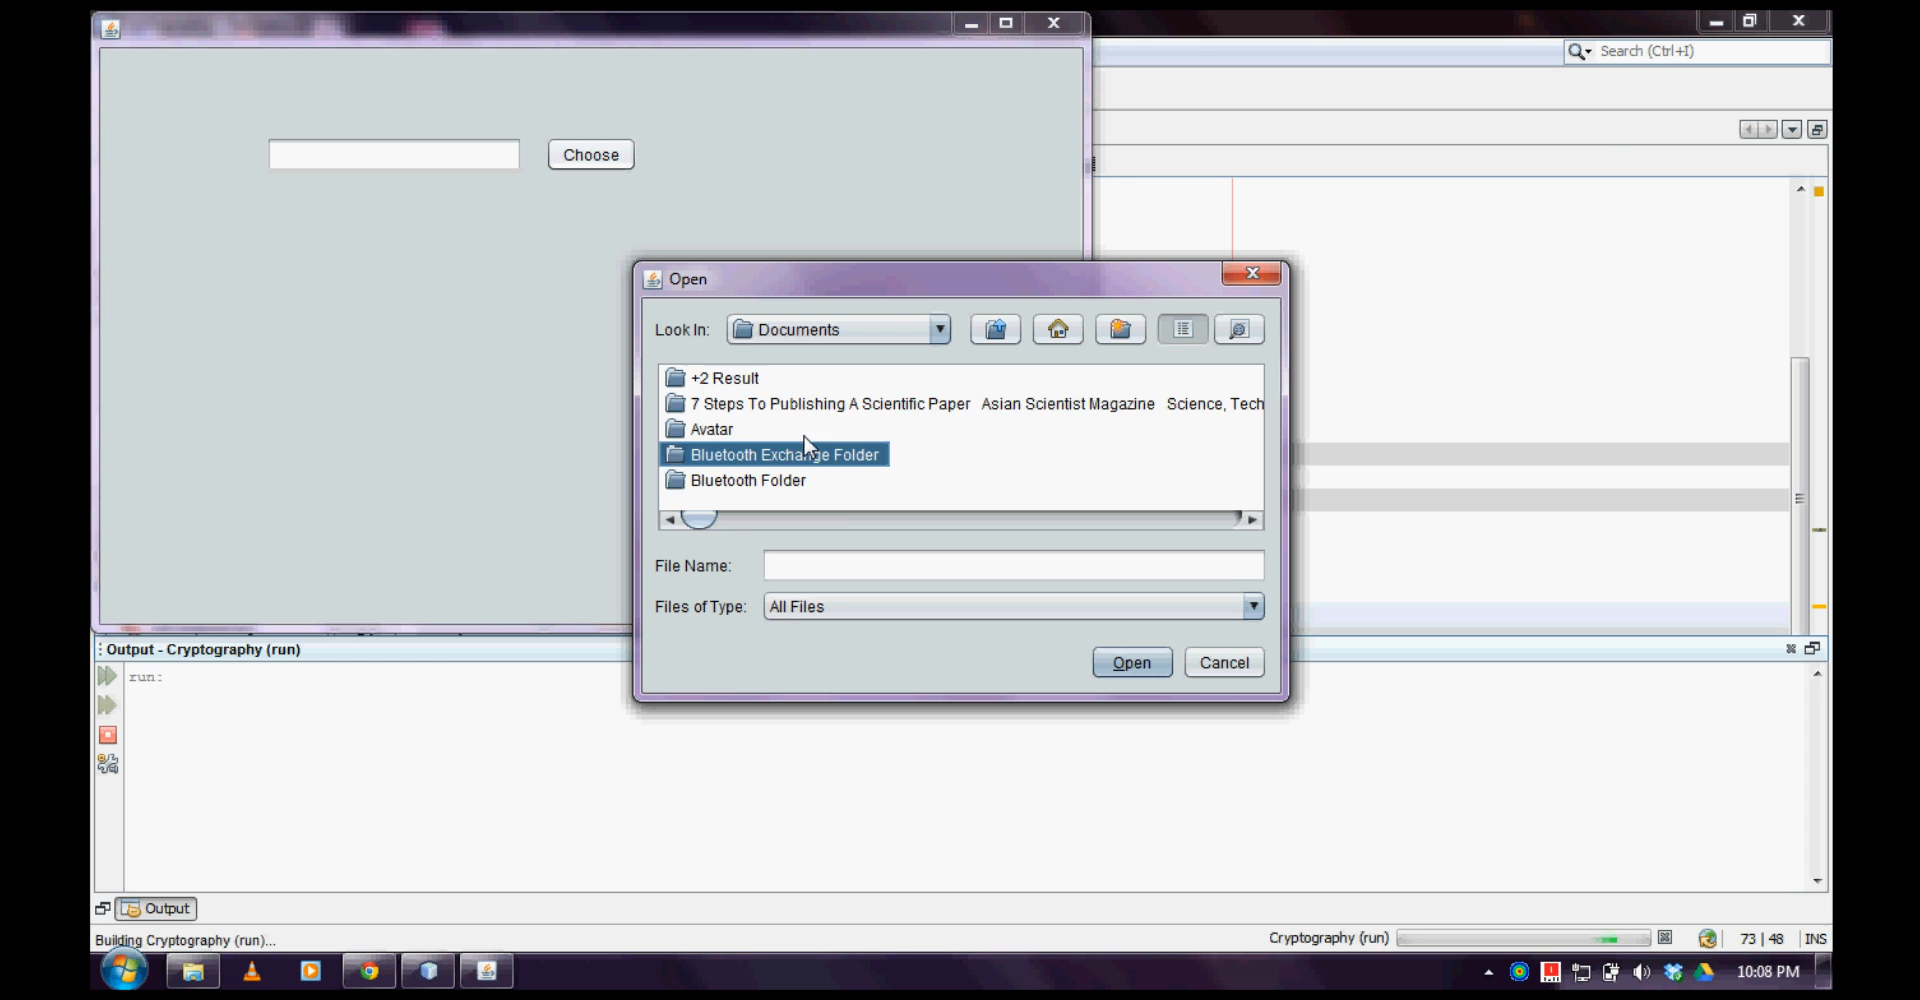 Search (Ctrl+I)
Choose
Open
Look In: Documents
+2 Result
7 Steps To Publishing A Scientific Paper Asian Scientist Magazine Science, Tech
Avatar
Bluetooth Exchange Folder
Bluetooth Folder
File Name:
Files of Type: All Files
Open Cancel
Output - Cryptography (run)
run:
Output
Building Cryptography (run)...
Cryptography (run)
73 | 48 INS
10:08 PM